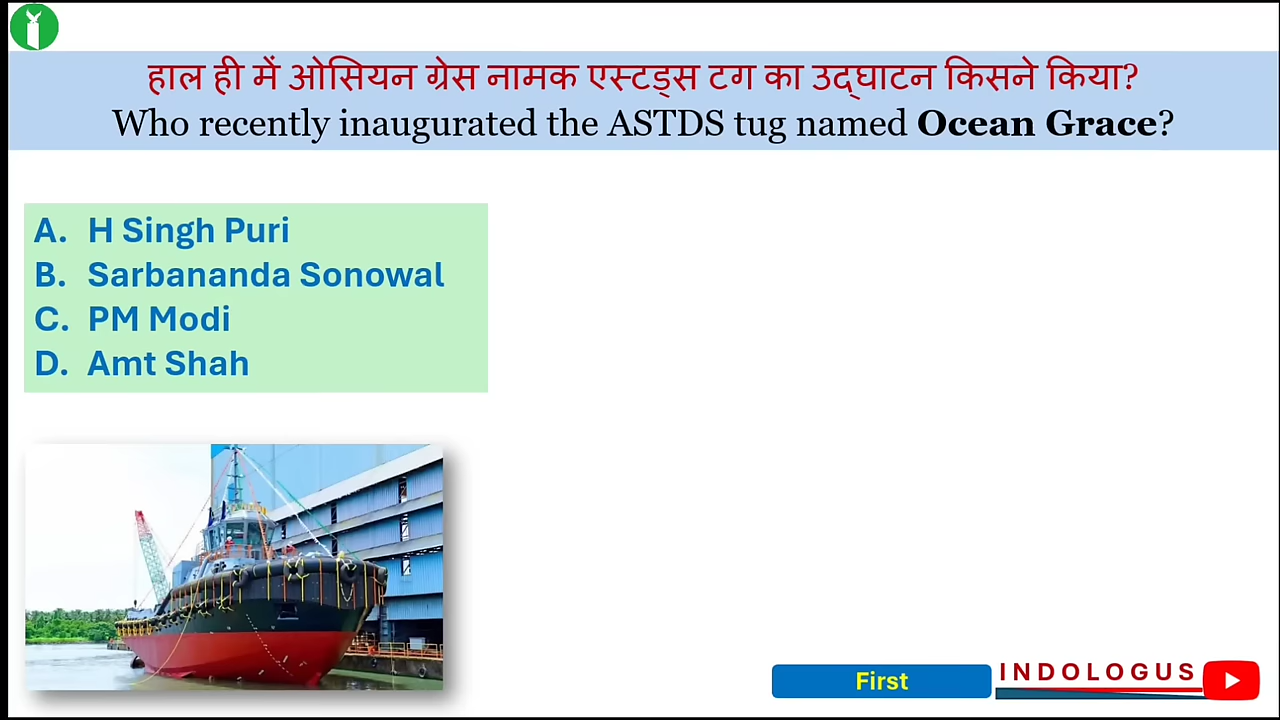 हाल ही में ओसियन ग्रेस नामक एस्टड्स टग का उद्घाटन किसने किया?
Who recently inaugurated the ASTDS tug named Ocean Grace?
A. H Singh Puri
B. Sarbananda Sonowal
C. PM Modi
D. Amt Shah
First
INDOLOGUS